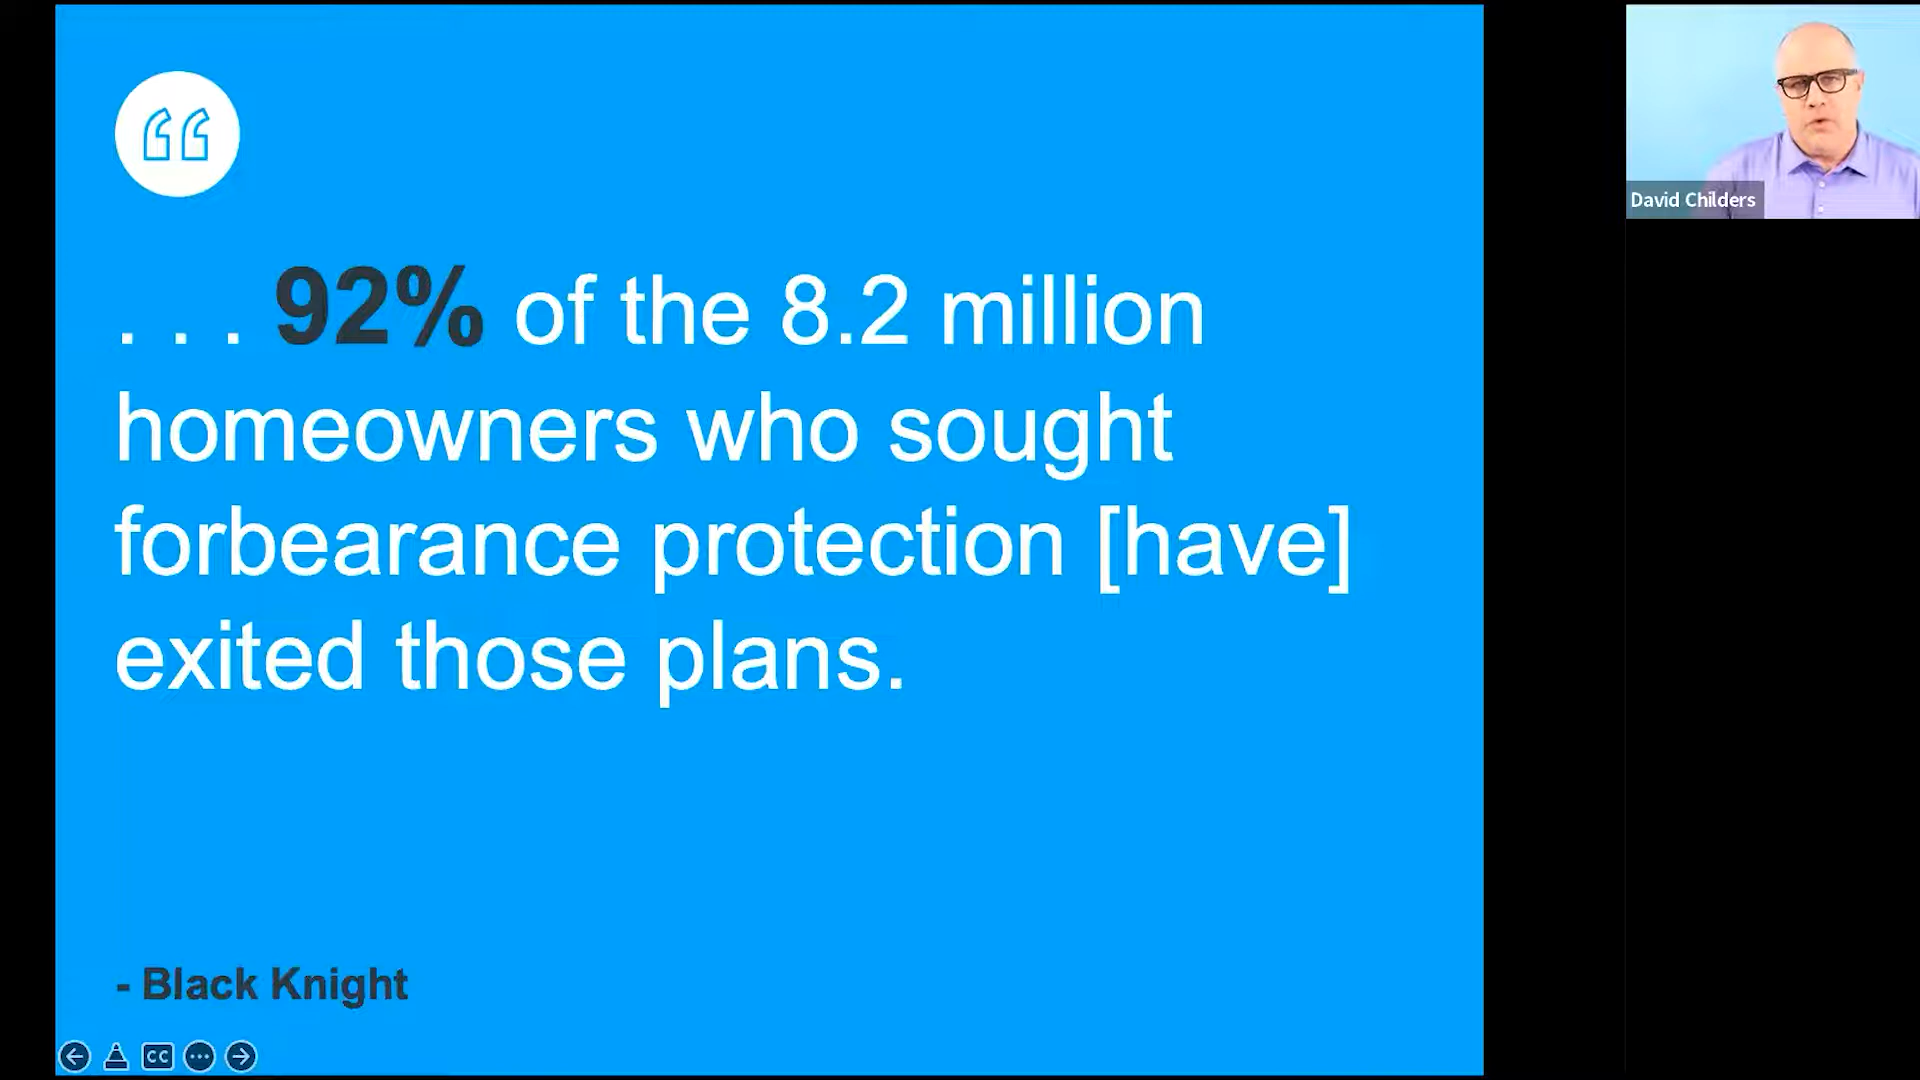 . . . 92% of the 8.2 million
homeowners who sought
forbearance protection [have]
exited those plans.
- Black Knight
David Childers
CC